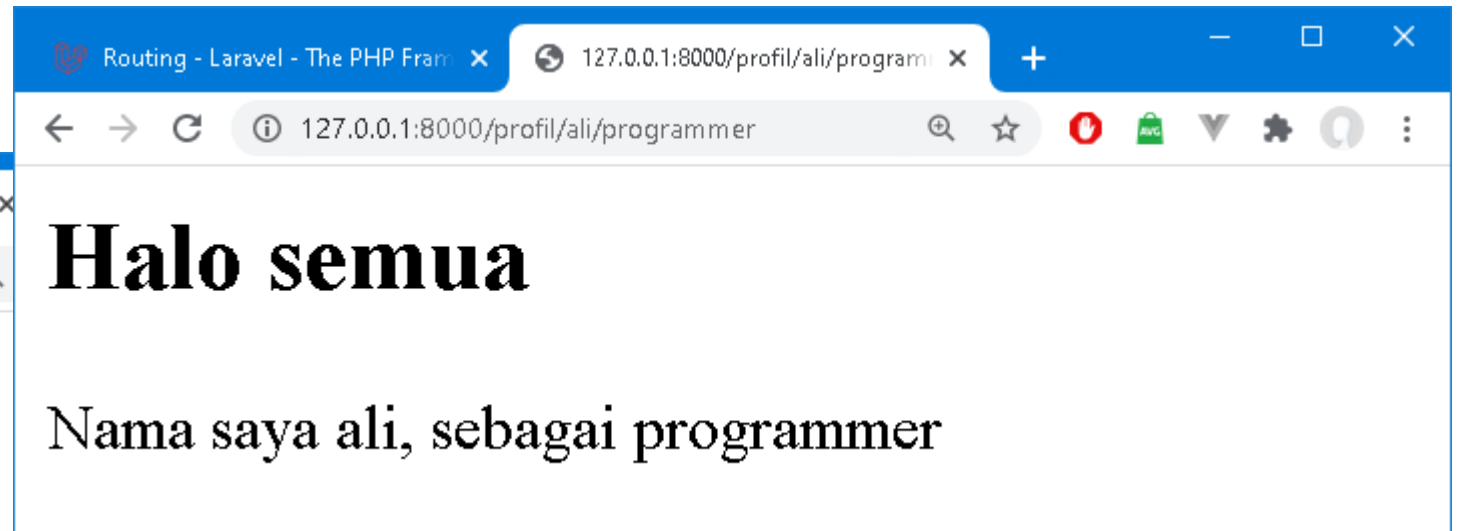 Routing - Laravel - The PHP Fram
127.0.0.1:8000/profil/ali/program
127.0.0.1:8000/profil/ali/programmer
AVG
Halo semua
Nama saya ali, sebagai programmer